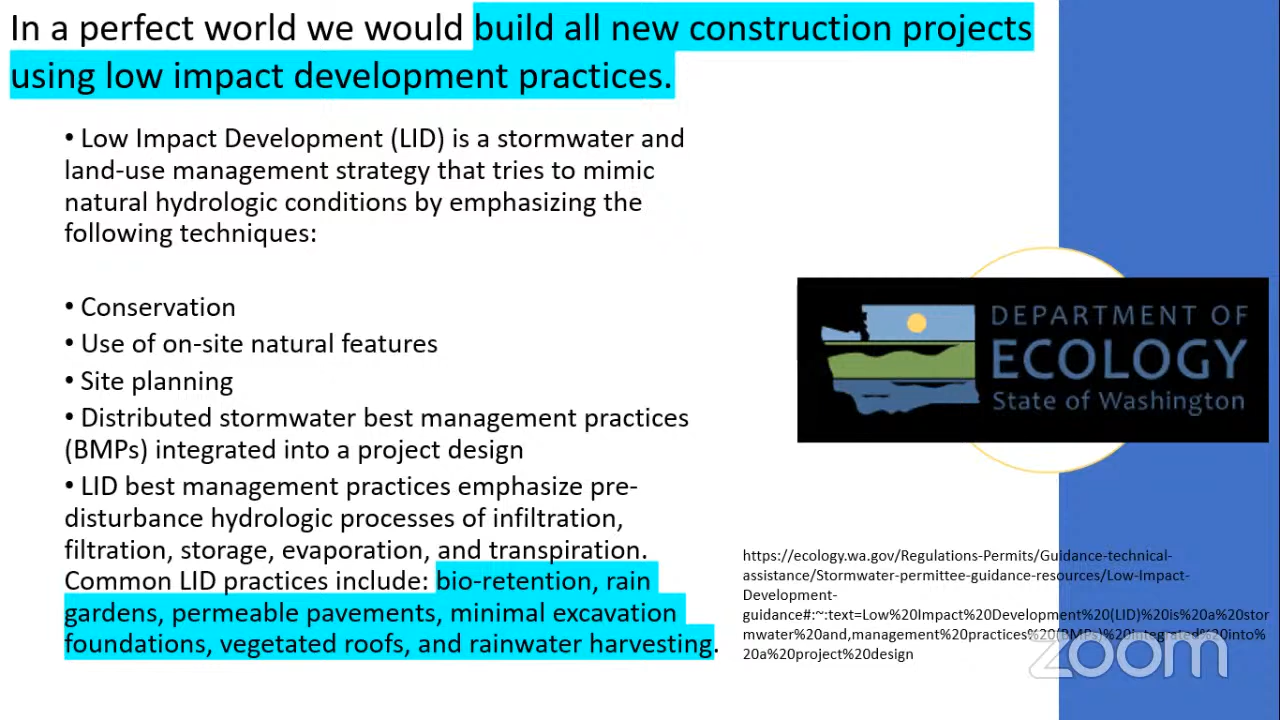 In a perfect world we would build all new construction projects
using low impact development practices.
• Low Impact Development (LID) is a stormwater and
land-use management strategy that tries to mimic
natural hydrologic conditions by emphasizing the
following techniques:
• Conservation
• Use of on-site natural features
• Site planning
• Distributed stormwater best management practices
(BMPs) integrated into a project design
• LID best management practices emphasize pre-
disturbance hydrologic processes of infiltration,
filtration, storage, evaporation, and transpiration.
Common LID practices include: bio-retention, rain
gardens, permeable pavements, minimal excavation
foundations, vegetated roofs, and rainwater harvesting.
DEPARTMENT OF
ECOLOGY
State of Washington
https://ecology.wa.gov/Regulations-Permits/Guidance-technical-
assistance/Stormwater-permittee-guidance-resources/Low-Impact-
Development-
guidance#:~:text=Low%20Impact%20Development%20(LID)%20is%20a%20stor
mwater%20and,management%20practices%20(BMPs)%20integrated%20into%
20a%20project%20design
zoom